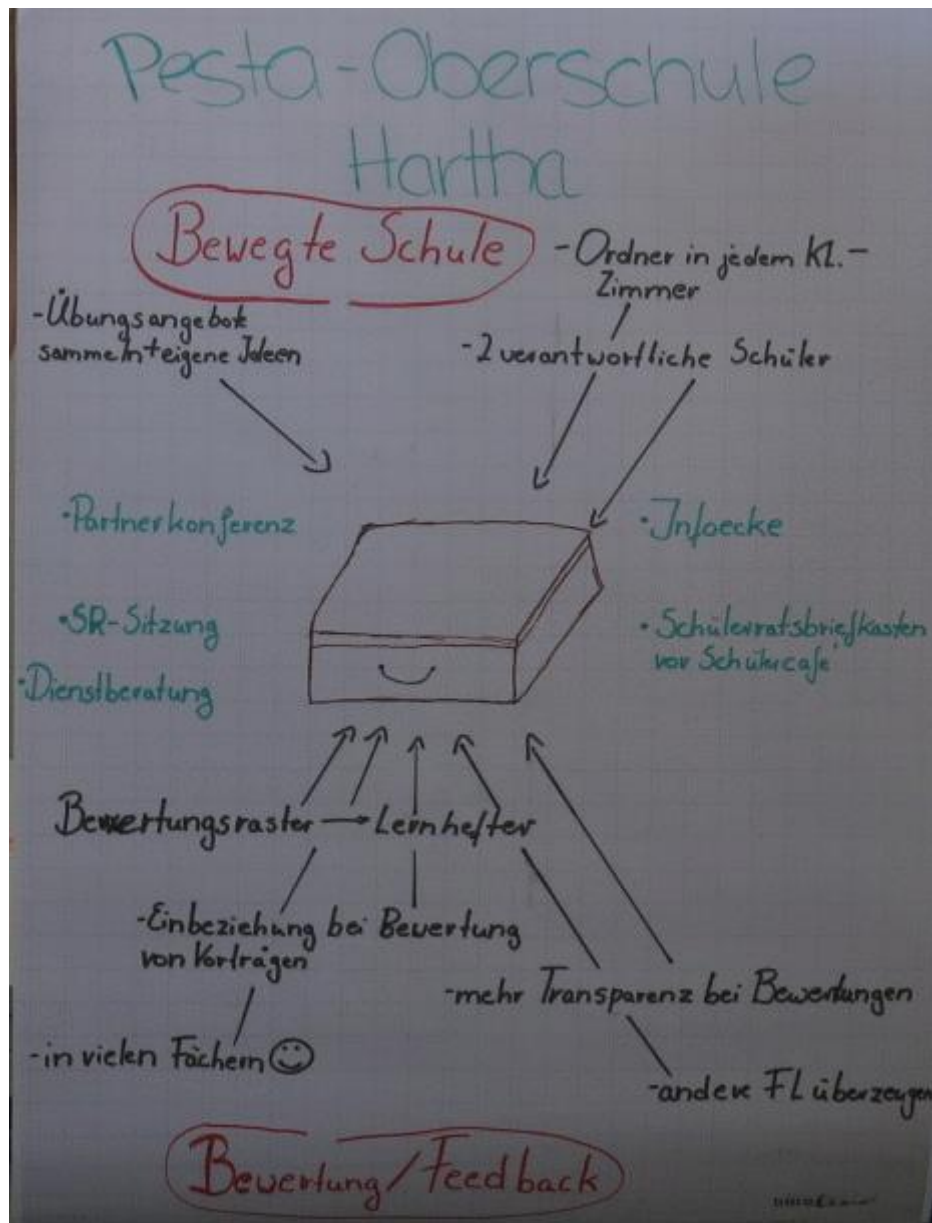 Pesta-Oberschule
Hartha
Bewegte Schule
-Ordner in jedem Kl.-
Zimmer
-Übungsangebot
sammeln+eigene Ideen
-2 verantwortliche Schüler
·Partnerkonferenz
·Infoecke
·SR-Sitzung
·Schülerratsbriefkasten
vor Schülercafe'
·Dienstberatung
Bewertungsraster
Lernhefter
-Einbeziehung bei Bewertung
von Vorträgen
-mehr Transparenz bei Bewertungen
-in vielen Fächern
-andere FL überzeugen
Bewertung/Feedback